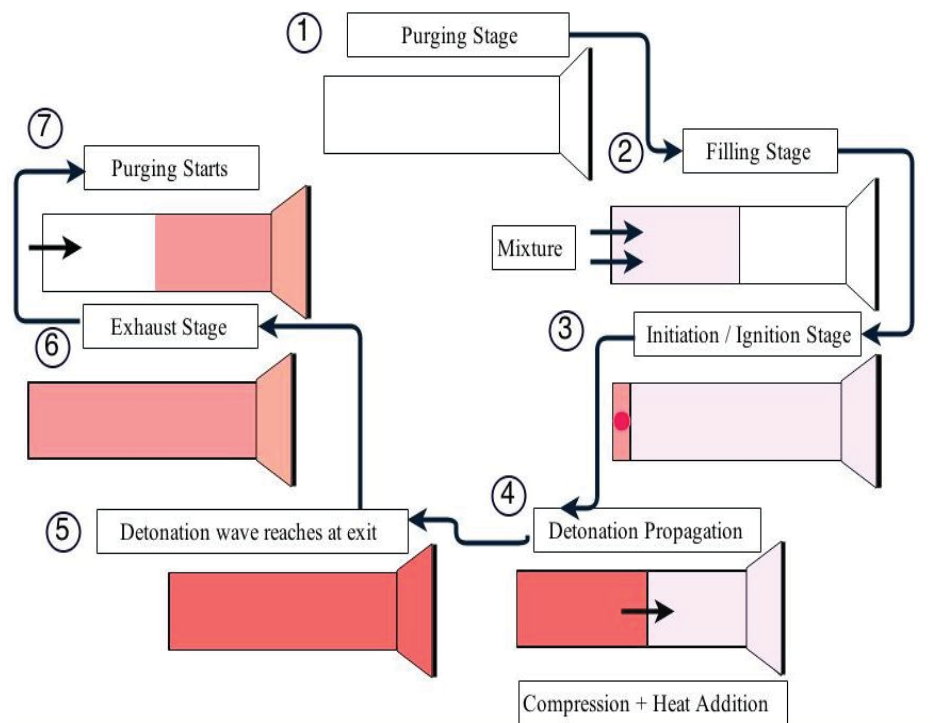 1
Purging Stage
2
Filling Stage
Mixture
3
Initiation / Ignition Stage
4
Detonation Propagation
Compression + Heat Addition
5
Detonation wave reaches at exit
6
Exhaust Stage
7
Purging Starts